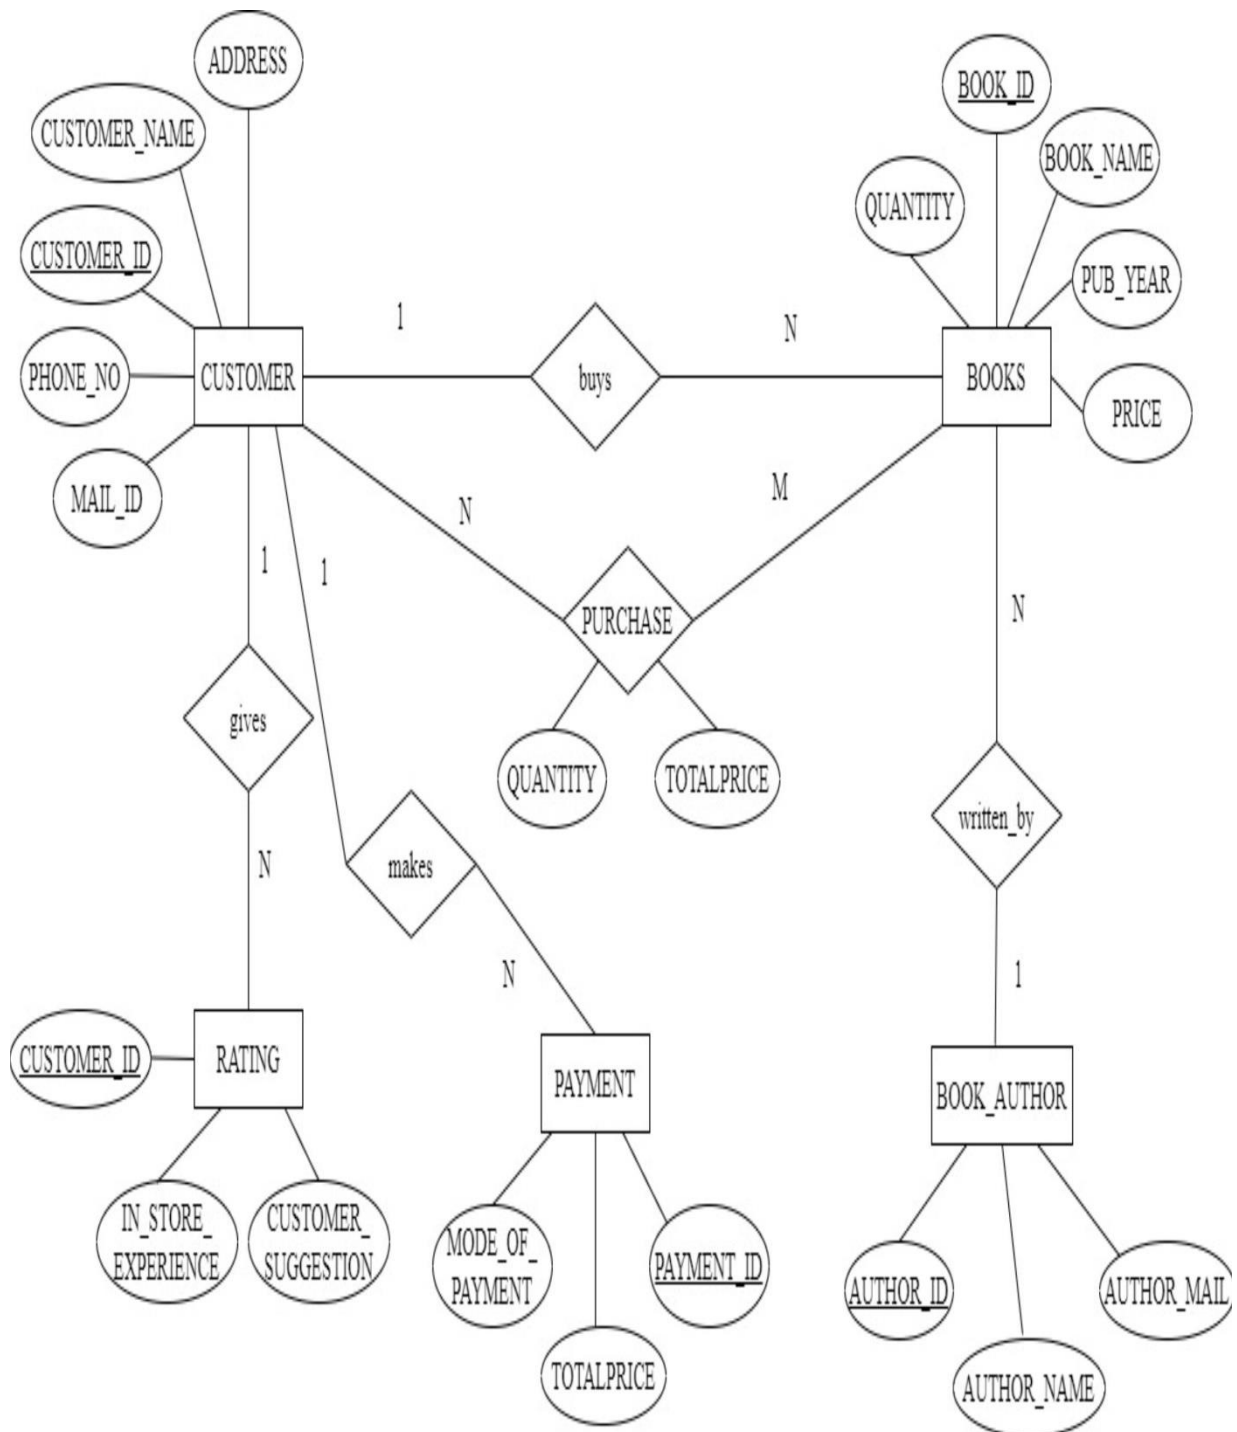 ADDRESS
BOOK_ID
CUSTOMER_NAME
BOOK_NAME
QUANTITY
CUSTOMER_ID
PUB_YEAR
1
N
PHONE_NO
CUSTOMER
buys
BOOKS
PRICE
MAIL_ID
N
M
1
1
PURCHASE
N
gives
QUANTITY
TOTALPRICE
written_by
N
makes
N
1
CUSTOMER_ID
RATING
PAYMENT
BOOK_AUTHOR
IN_STORE_
EXPERIENCE
CUSTOMER_
SUGGESTION
MODE_OF_
PAYMENT
PAYMENT_ID
AUTHOR_ID
AUTHOR_MAIL
TOTALPRICE
AUTHOR_NAME